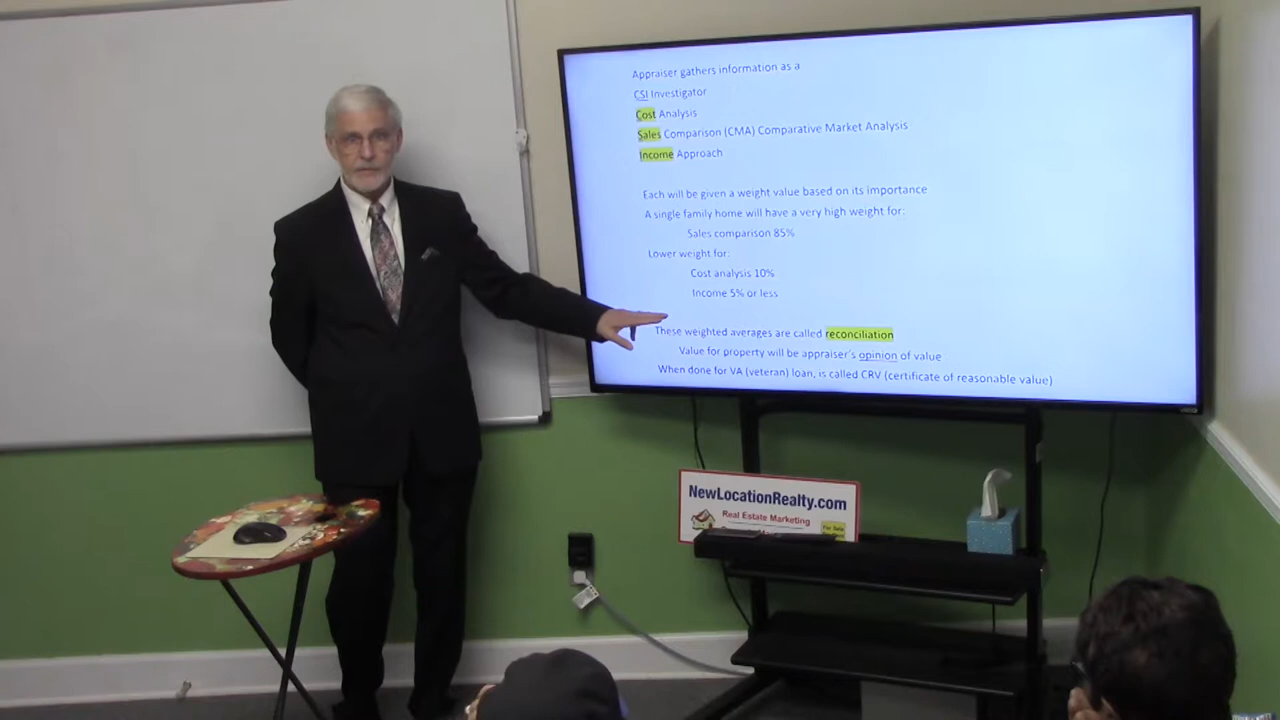 Appraiser gathers information as a
CSI Investigator
Cost Analysis
Sales Comparison (CMA) Comparative Market Analysis
Income Approach
Each will be given a weight value based on its importance
A single family home will have a very high weight for:
Sales comparison 85%
Lower weight for:
Cost analysis 10%
Income 5% or less
These weighted averages are called reconciliation
Value for property will be appraiser's opinion of value
When done for VA (veteran) loan, is called CRV (certificate of reasonable value)
NewLocationRealty.com
Real Estate Marketing
For Sale